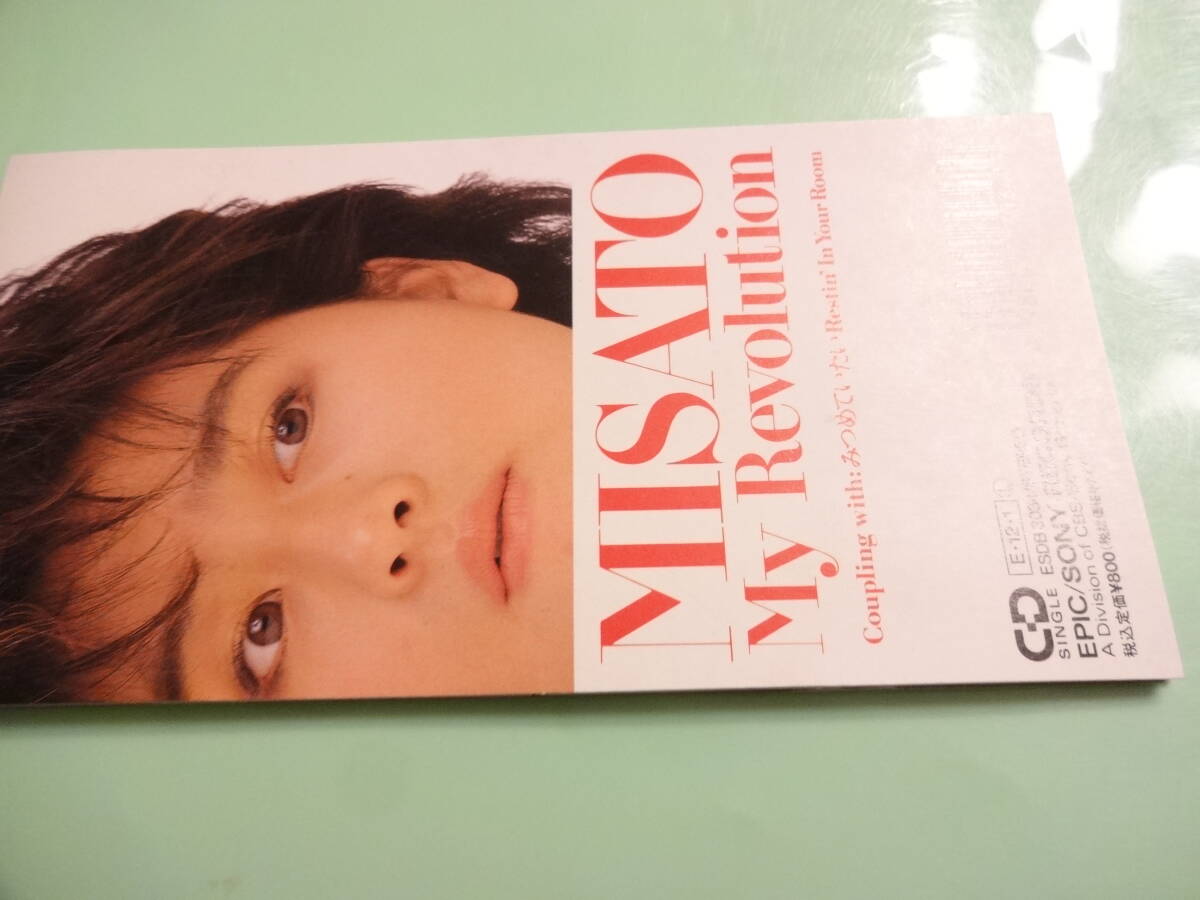 MISATO
My Revolution
Coupling with: みつめていたい Restin' In Your Room
CD
SINGLE
E・12・1
ESDB
EPIC/SONY
A Division of CBS
税込定価¥800